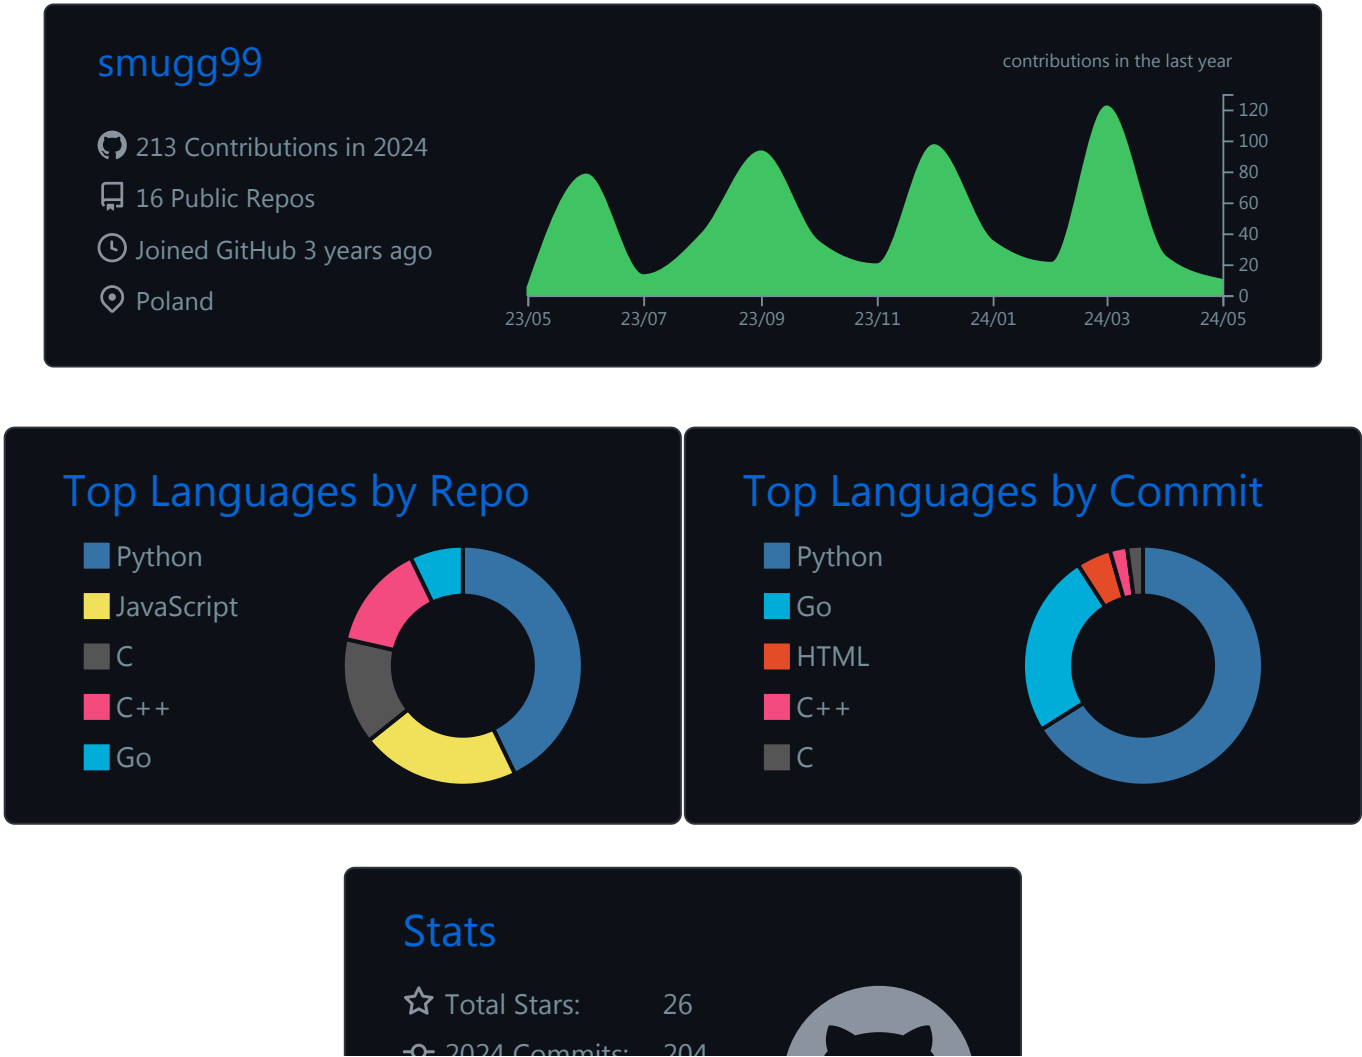 smugg99
contributions in the last year
213 Contributions in 2024
16 Public Repos
Joined GitHub 3 years ago
Poland
120
100
80
60
40
20
0
23/05 23/07 23/09 23/11 24/01 24/03 24/05
Top Languages by Repo
Python
JavaScript
C
C++
Go
Top Languages by Commit
Python
Go
HTML
C++
C
Stats
Total Stars: 26
2024 Commits: 204